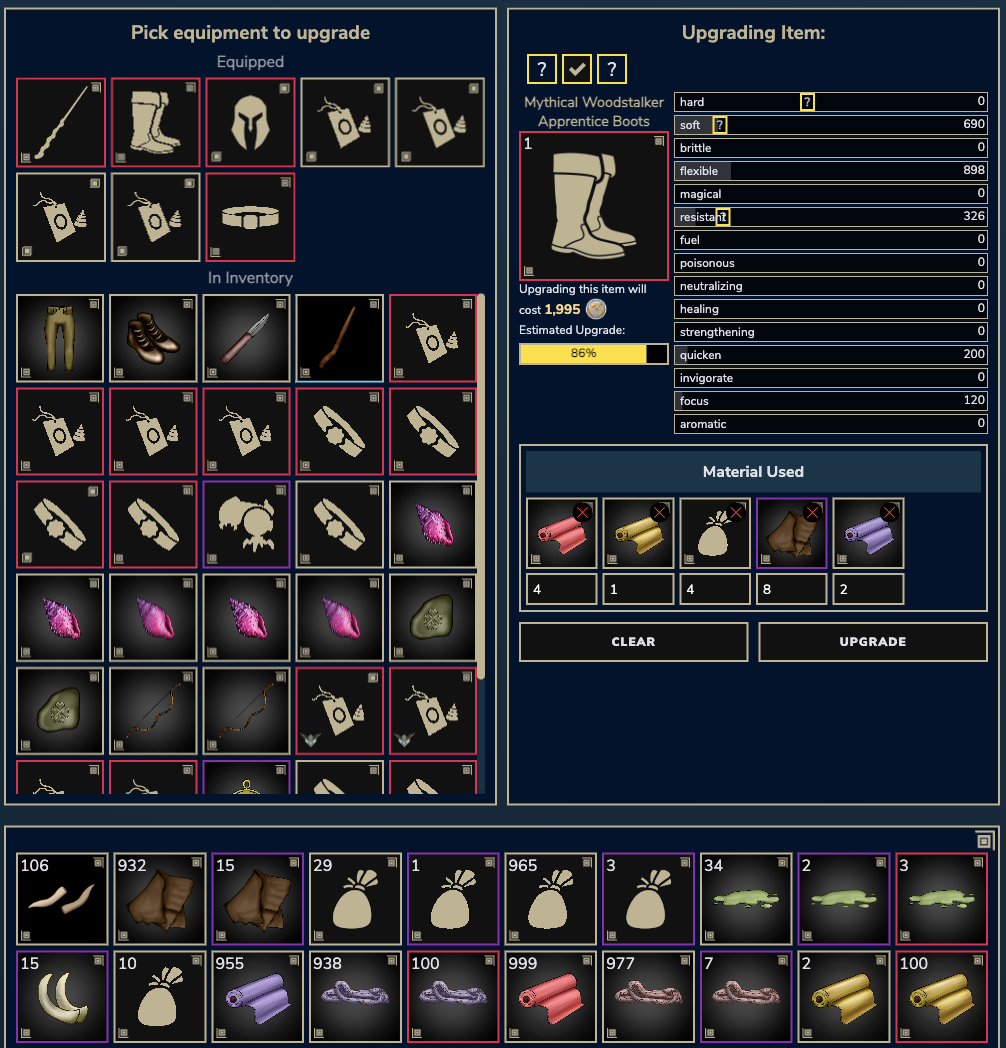 Pick equipment to upgrade
Equipped
In Inventory
Upgrading Item:
? ?
Mythical Woodstalker
Apprentice Boots
1
Upgrading this item will
cost 1,995
Estimated Upgrade:
86%
hard ? 0
soft ? 690
brittle 0
flexible 898
magical 0
resistant ? 326
fuel 0
poisonous 0
neutralizing 0
healing 0
strengthening 0
quicken 200
invigorate 0
focus 120
aromatic 0
Material Used
4 1 4 8 2
CLEAR UPGRADE
106 932 15 29 1 965 3 34 2 3
15 10 955 938 100 999 977 7 2 100